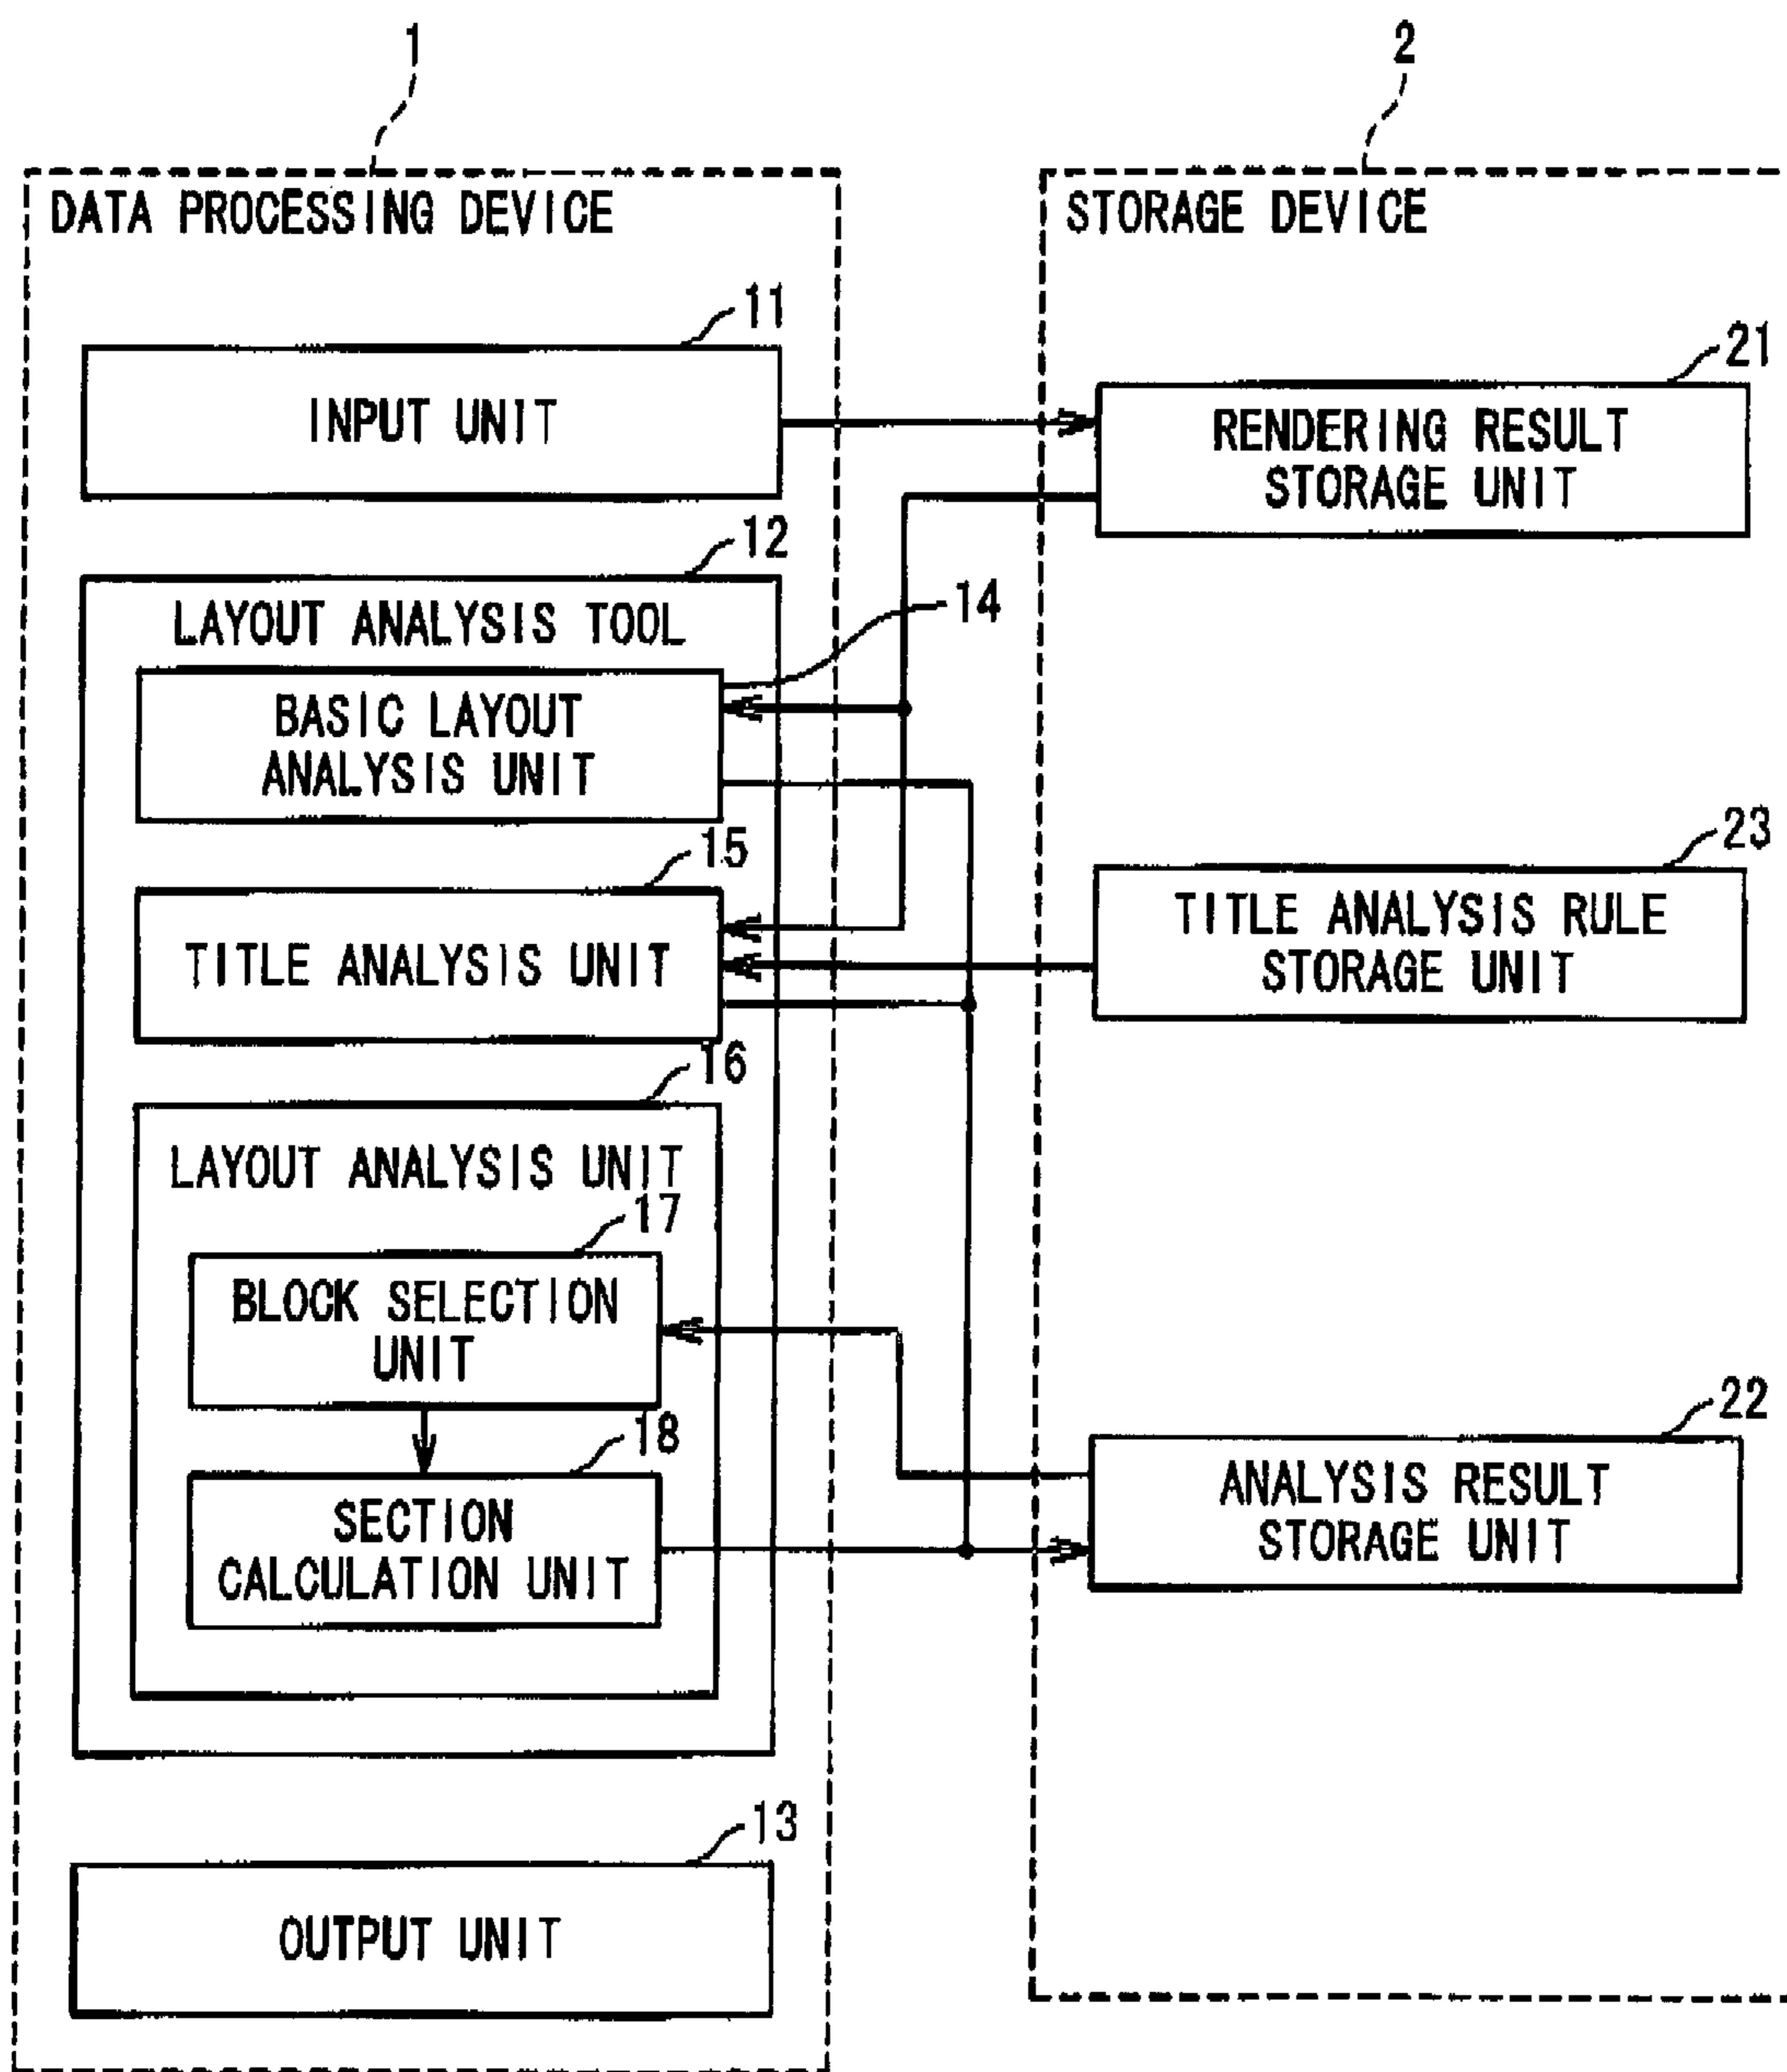 1
DATA PROCESSING DEVICE
11
INPUT UNIT
12
LAYOUT ANALYSIS TOOL
14
BASIC LAYOUT
ANALYSIS UNIT
15
TITLE ANALYSIS UNIT
16
LAYOUT ANALYSIS UNIT
17
BLOCK SELECTION
UNIT
18
SECTION
CALCULATION UNIT
13
OUTPUT UNIT
2
STORAGE DEVICE
21
RENDERING RESULT
STORAGE UNIT
23
TITLE ANALYSIS RULE
STORAGE UNIT
22
ANALYSIS RESULT
STORAGE UNIT